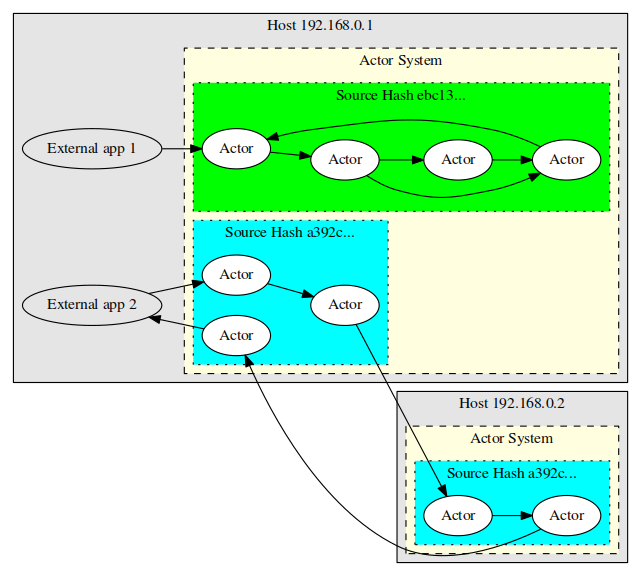 Host 192.168.0.1
Actor System
Source Hash ebc13...
External app 1
Actor
Actor
Actor
Actor
Source Hash a392c...
Actor
External app 2
Actor
Actor
Host 192.168.0.2
Actor System
Source Hash a392c...
Actor
Actor